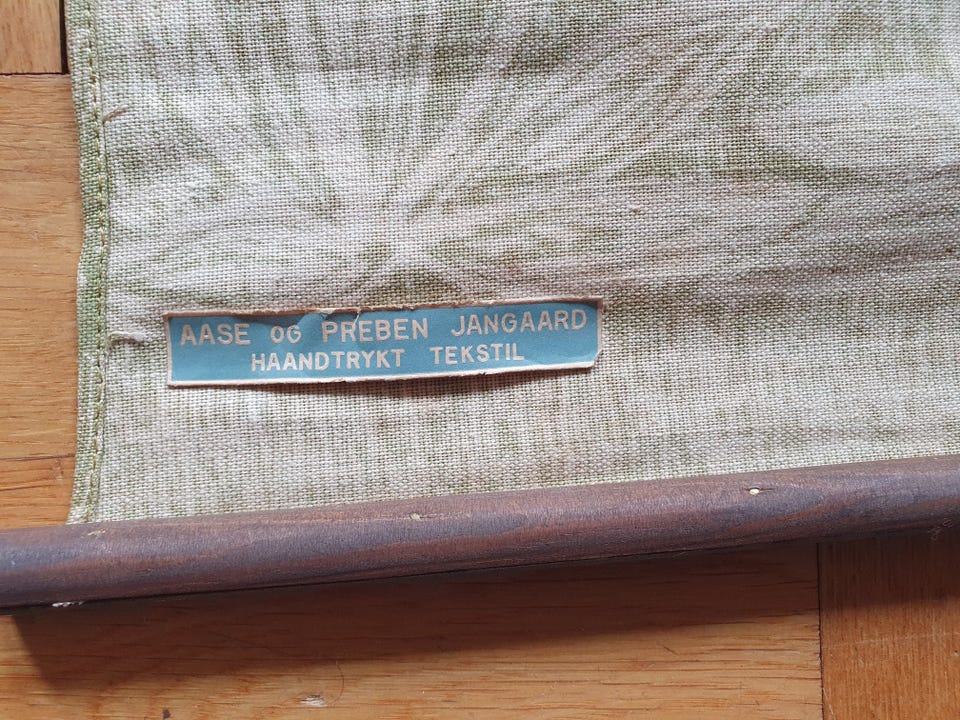 AASE OG PREBEN JANGAARD
HAANDTRYKT TEKSTIL